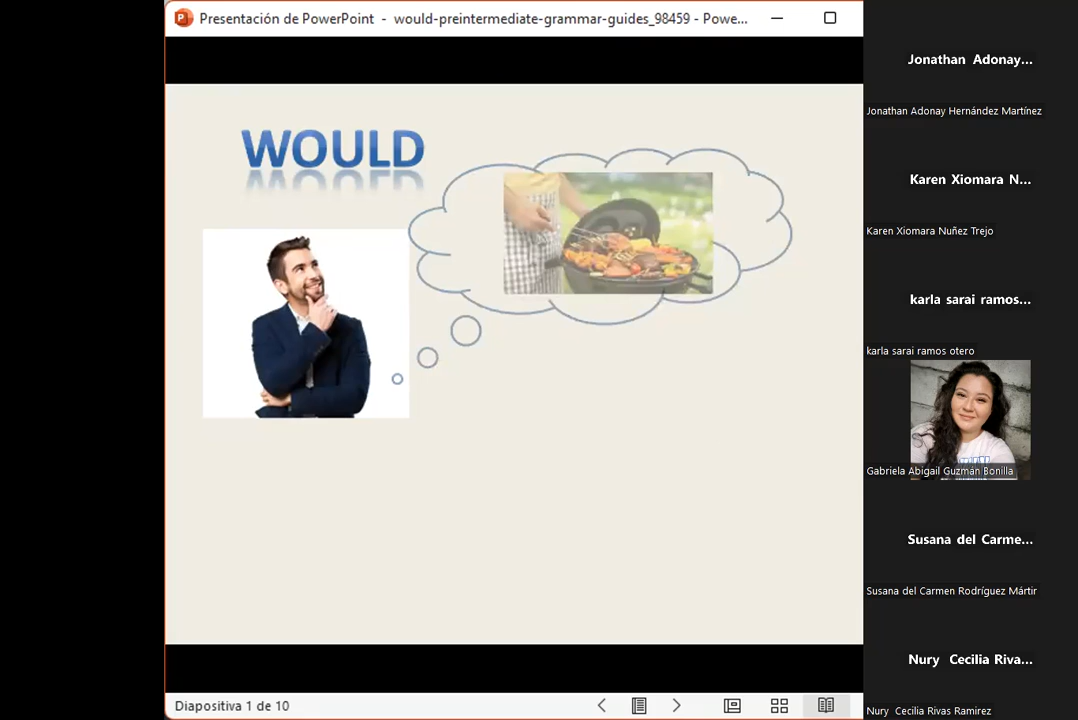 Presentación de PowerPoint - would-preintermediate-grammar-guides_98459 - Powe...
WOULD
Diapositiva 1 de 10
Jonathan Adonay...
Jonathan Adonay Hernández Martínez
Karen Xiomara N...
Karen Xiomara Nuñez Trejo
karla sarai ramos...
karla sarai ramos otero
Gabriela Abigail Guzmán Bonilla
Susana del Carme...
Susana del Carmen Rodríguez Mártir
Nury Cecilia Riva...
Nury Cecilia Rivas Ramirez